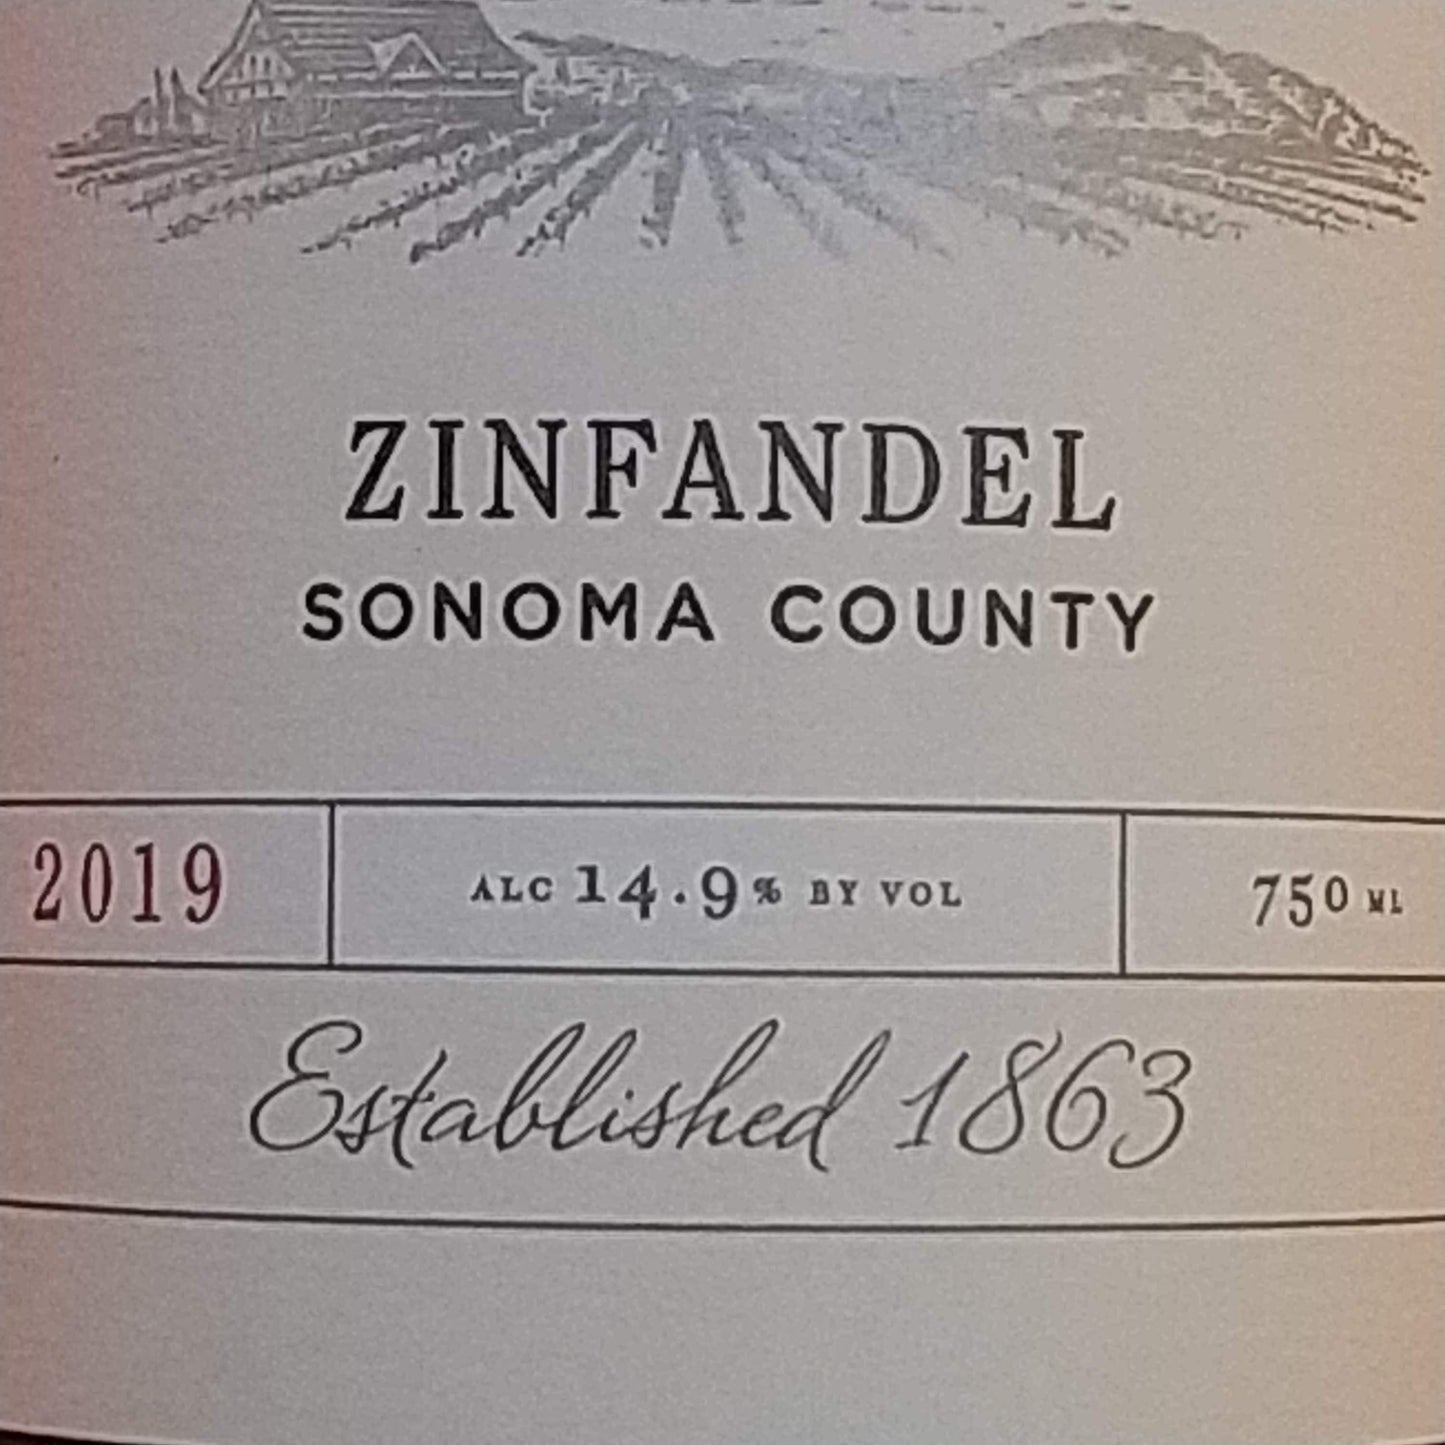 ZINFANDEL
SONOMA COUNTY
2019 ALC 14.9% BY VOL 750 ML
Established 1863